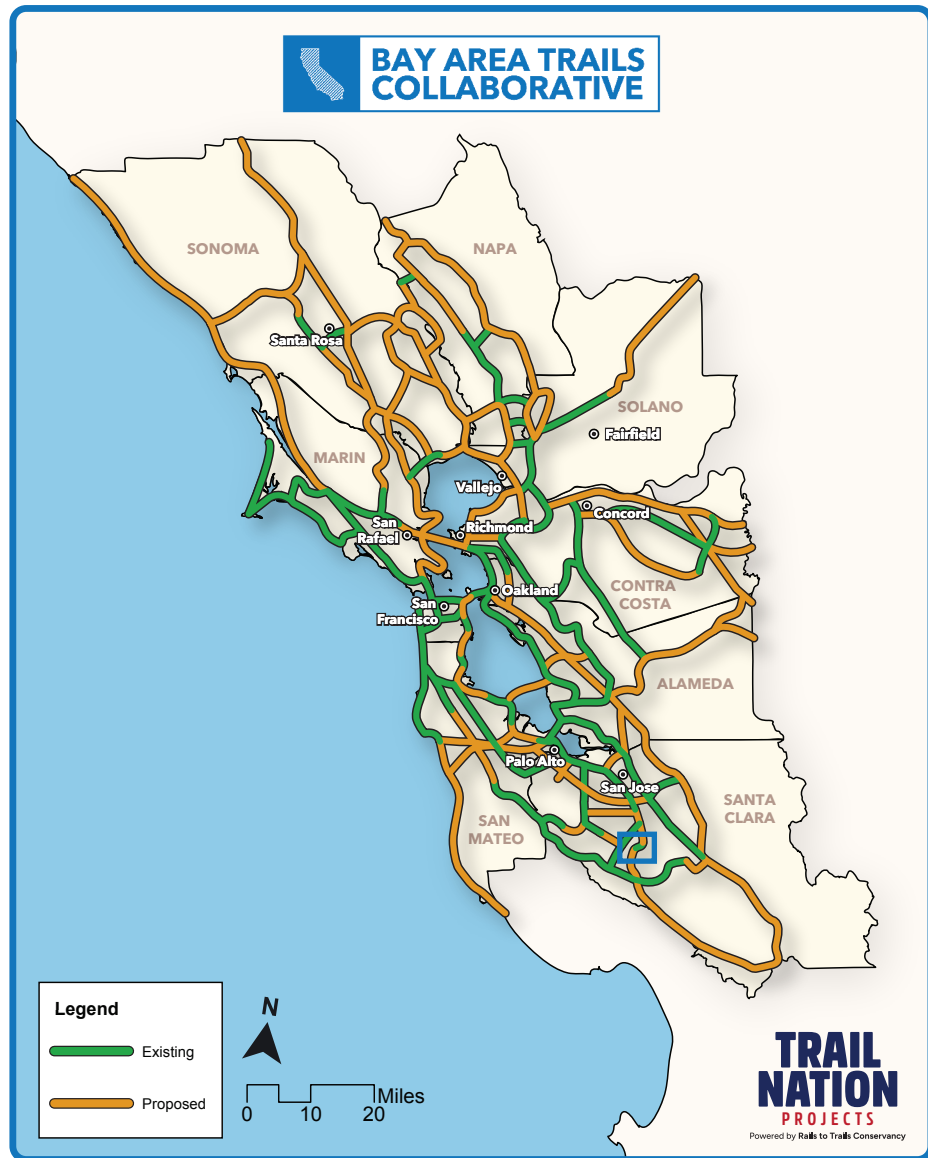 BAY AREA TRAILS
COLLABORATIVE
SONOMA
NAPA
Santa Rosa
SOLANO
Fairfield
MARIN
Vallejo
Concord
San
Rafael
Richmond
CONTRA
COSTA
Oakland
San
Francisco
ALAMEDA
Palo Alto
San Jose
SANTA
CLARA
SAN
MATEO
Legend
Existing
Proposed
N
Miles
0 10 20
TRAIL
NATION
PROJECTS
Powered by Rails to Trails Conservancy